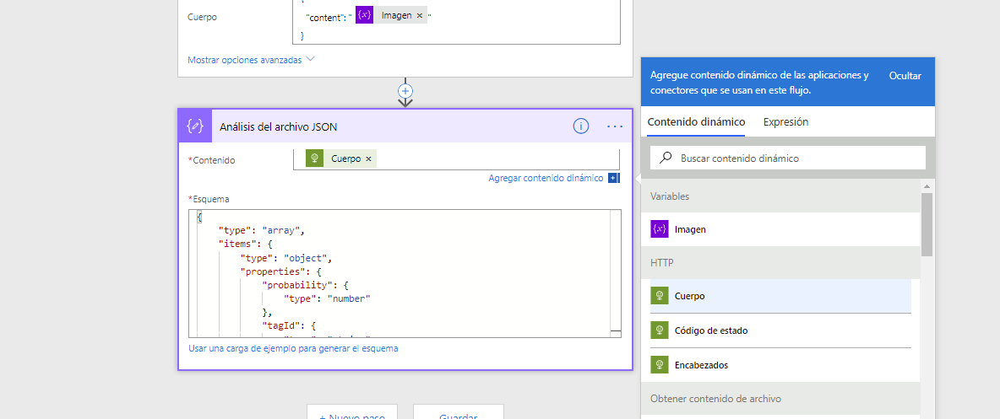 {
Cuerpo
"content": " {x} Imagen × "
}
Mostrar opciones avanzadas
Análisis del archivo JSON
*Contenido
Cuerpo ×
Agregar contenido dinámico
*Esquema
{
"type": "array",
"items": {
"type": "object",
"properties": {
"probability": {
"type": "number"
},
"tagId": {
Usar una carga de ejemplo para generar el esquema
+ Nuevo paso
Guardar
Agregue contenido dinámico de las aplicaciones y
conectores que se usan en este flujo.
Ocultar
Contenido dinámico
Expresión
Buscar contenido dinámico
Variables
{x} Imagen
HTTP
Cuerpo
Código de estado
Encabezados
Obtener contenido de archivo